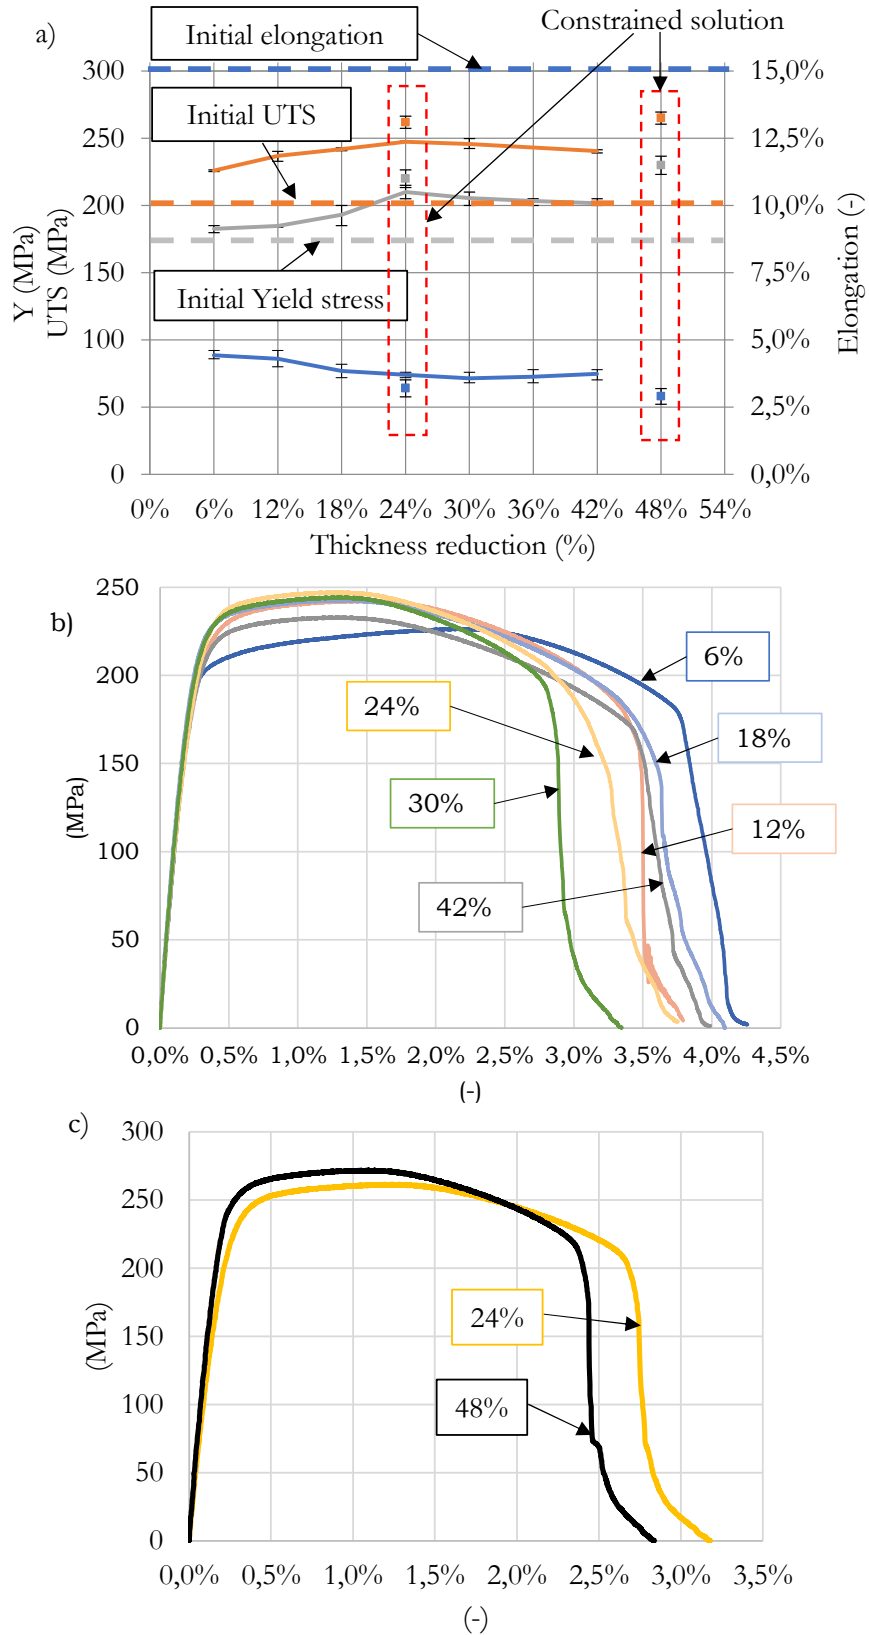 a)
Constrained solution
Initial elongation
300
15,0%
Initial UTS
250
12,5%
200
10,0%
Y (MPa)
UTS (MPa)
Elongation (-)
150
7,5%
Initial Yield stress
100
5,0%
50
2,5%
0
0,0%
0% 6% 12% 18% 24% 30% 36% 42% 48% 54%
Thickness reduction (%)
b)
250
200
150
100
50
0
(MPa)
6%
24%
18%
30%
12%
42%
0,0% 0,5% 1,0% 1,5% 2,0% 2,5% 3,0% 3,5% 4,0% 4,5%
(-)
c)
300
250
200
150
100
50
0
(MPa)
24%
48%
0,0% 0,5% 1,0% 1,5% 2,0% 2,5% 3,0% 3,5%
(-)